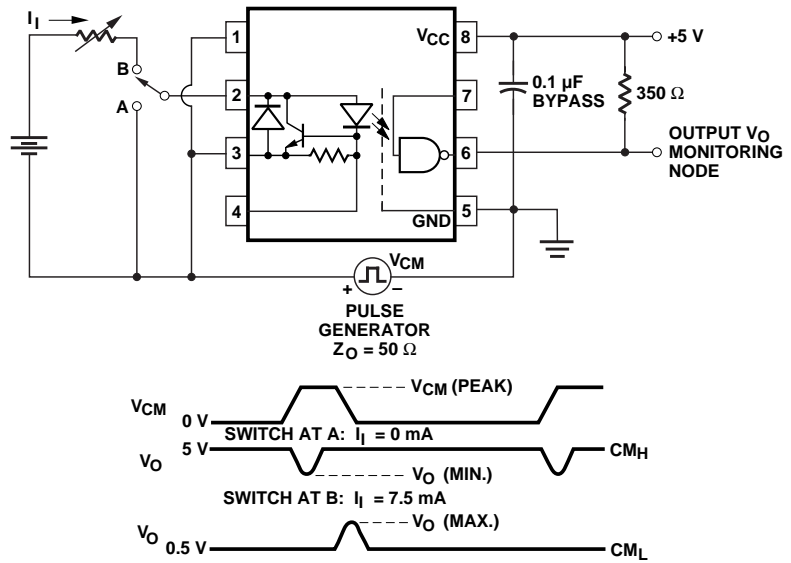 I_I
B
A
1
2
3
4
V_CC 8
7
6
GND 5
+5 V
0.1 µF
BYPASS
350 Ω
OUTPUT V_O
MONITORING
NODE
V_CM
+ −
PULSE
GENERATOR
Z_O = 50 Ω
V_CM 0 V
V_CM (PEAK)
SWITCH AT A: I_I = 0 mA
V_O 5 V
CM_H
V_O (MIN.)
SWITCH AT B: I_I = 7.5 mA
V_O (MAX.)
V_O 0.5 V
CM_L